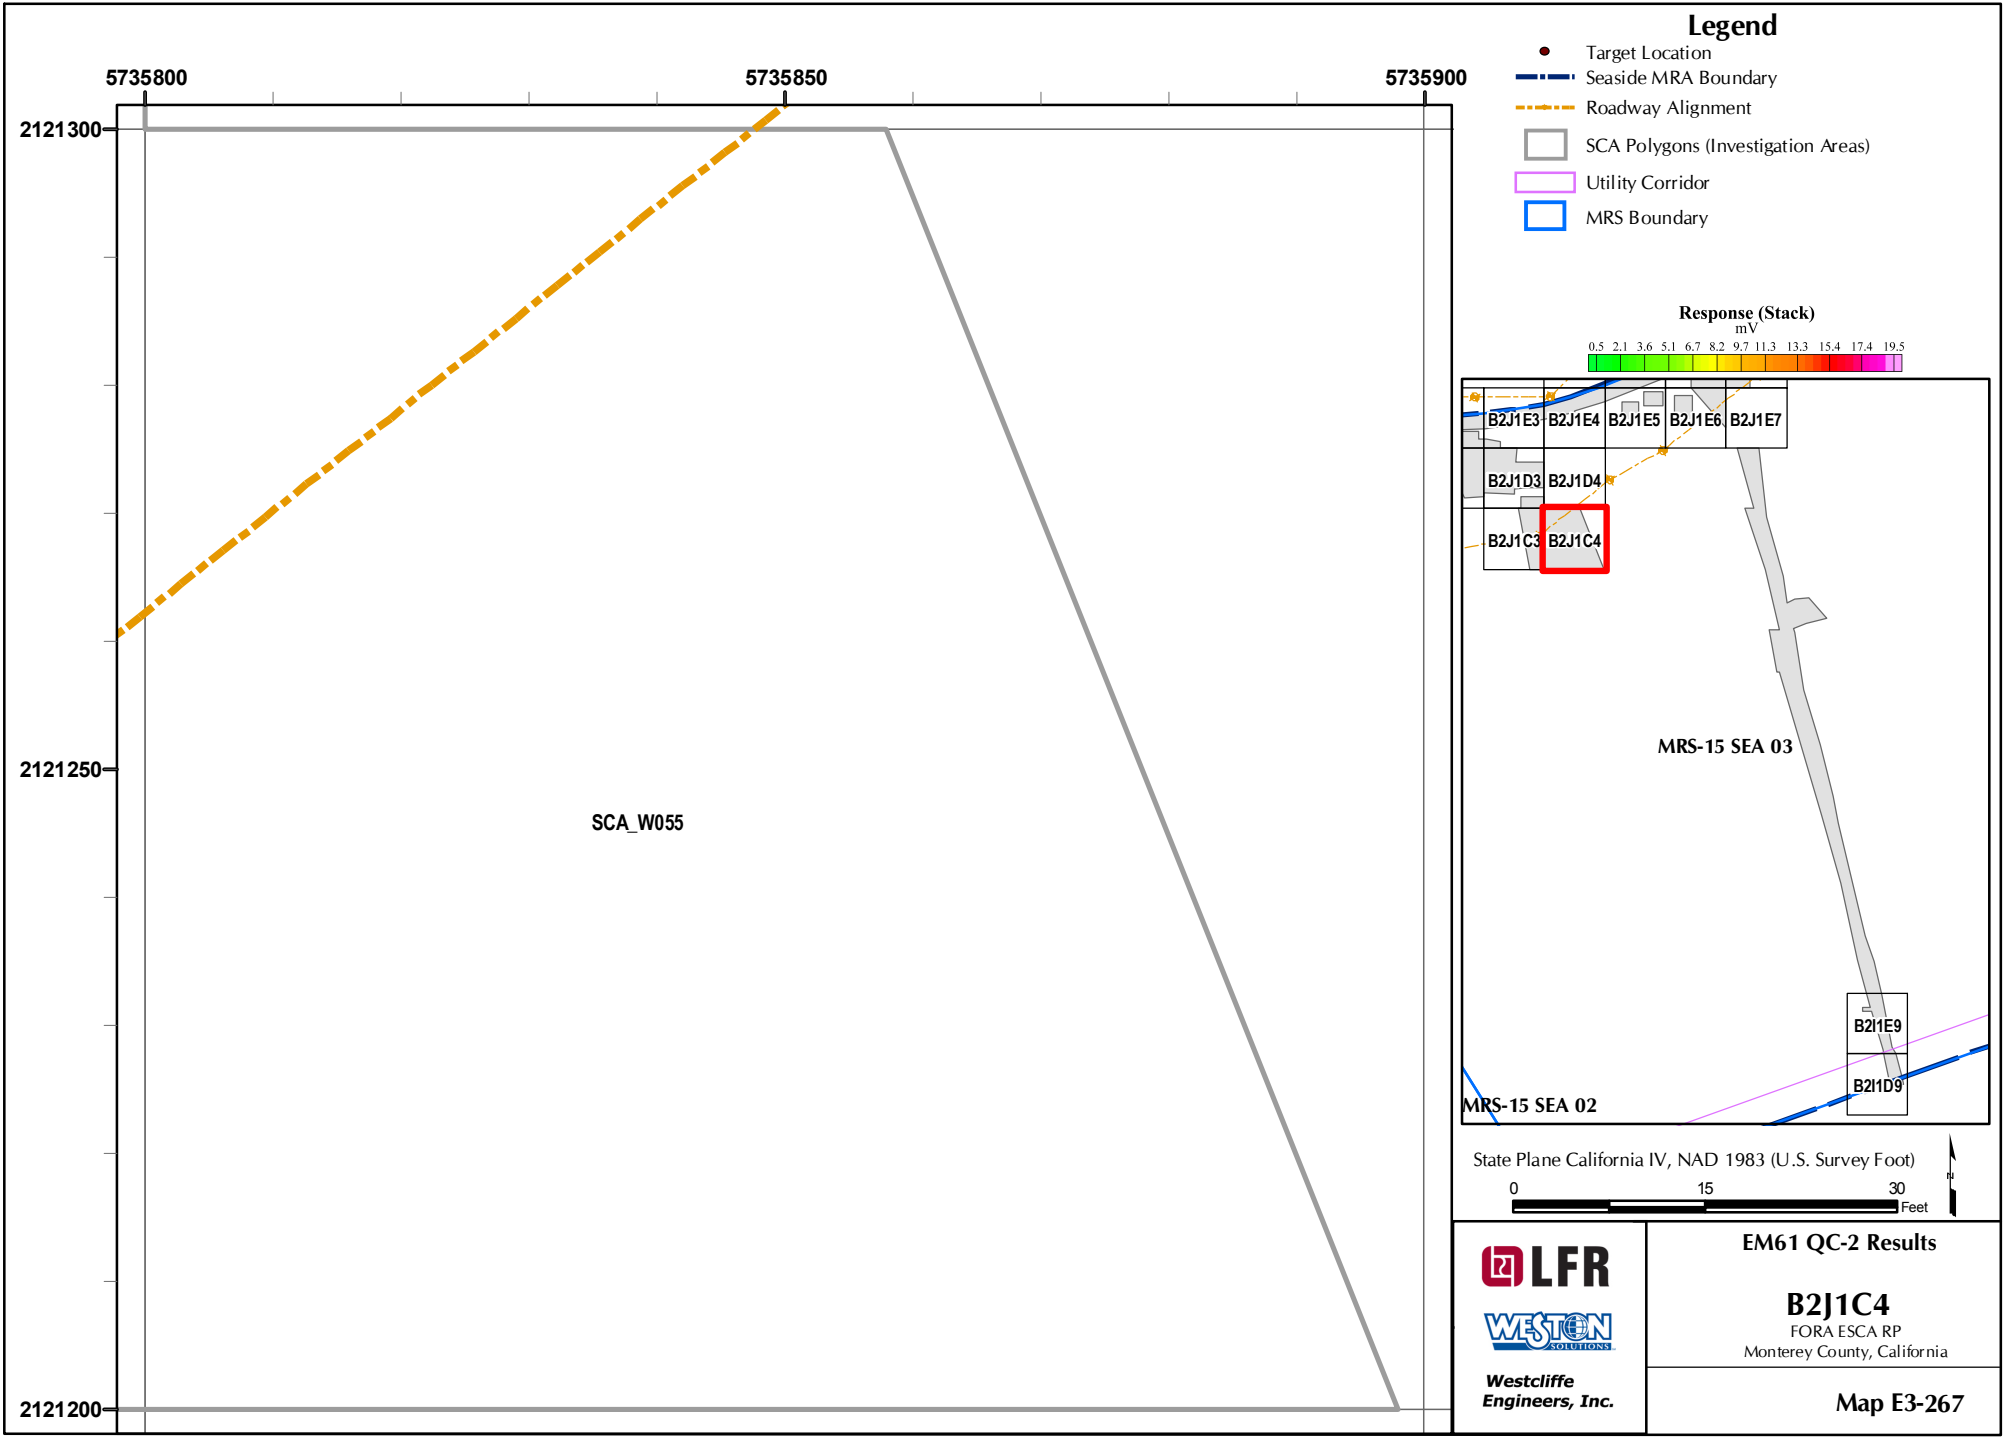 5735800
5735850
5735900
2121300
2121250
2121200
SCA_W055
Legend
Target Location
Seaside MRA Boundary
Roadway Alignment
SCA Polygons (Investigation Areas)
Utility Corridor
MRS Boundary
Response (Stack)
mV
0.5 2.1 3.6 5.1 6.7 8.2 9.7 11.3 13.3 15.4 17.4 19.5
B2J1E3 B2J1E4 B2J1E5 B2J1E6 B2J1E7
B2J1D3 B2J1D4
B2J1C3 B2J1C4
MRS-15 SEA 03
B2I1E9
B2I1D9
MRS-15 SEA 02
State Plane California IV, NAD 1983 (U.S. Survey Foot)
0 15 30
Feet
N
LFR
WESTON
SOLUTIONS
Westcliffe
Engineers, Inc.
EM61 QC-2 Results
B2J1C4
FORA ESCA RP
Monterey County, California
Map E3-267